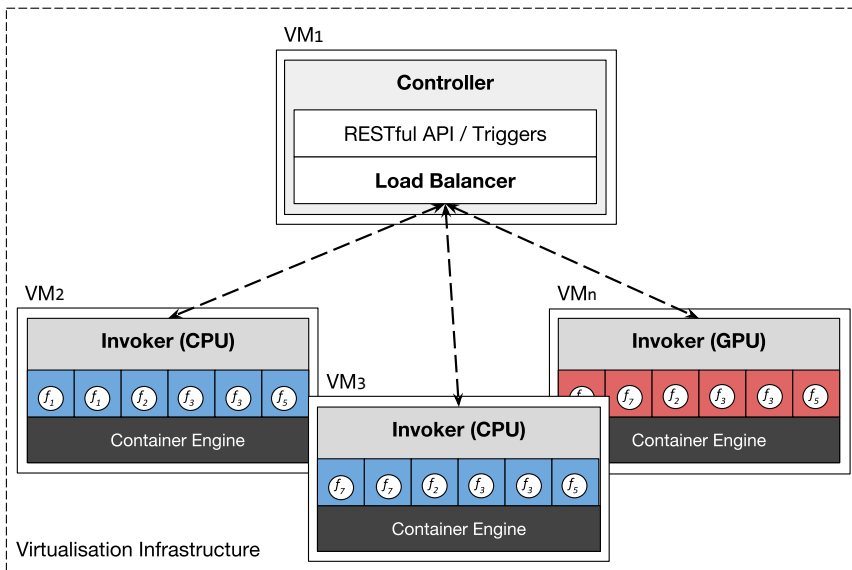 VM1
Controller
RESTful API / Triggers
Load Balancer
VM2
Invoker (CPU)
f1 f1 f2 f3 f3 f5
Container Engine
VM3
Invoker (CPU)
f7 f7 f2 f3 f3 f5
Container Engine
VMn
Invoker (GPU)
f7 f2 f3 f3 f5
Container Engine
Virtualisation Infrastructure